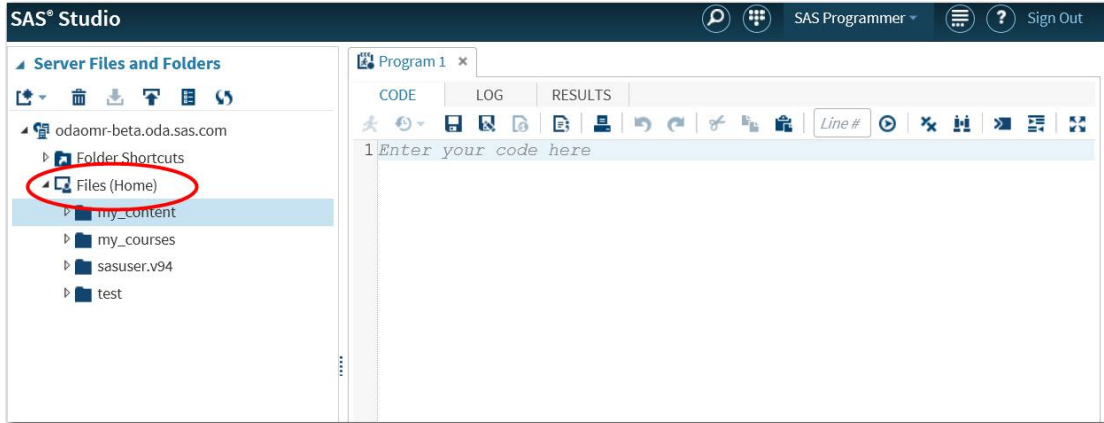 SAS® Studio
SAS Programmer
?
Sign Out
Server Files and Folders
odaomr-beta.oda.sas.com
Folder Shortcuts
Files (Home)
my_content
my_courses
sasuser.v94
test
Program 1 ×
CODE LOG RESULTS
Line #
1 Enter your code here